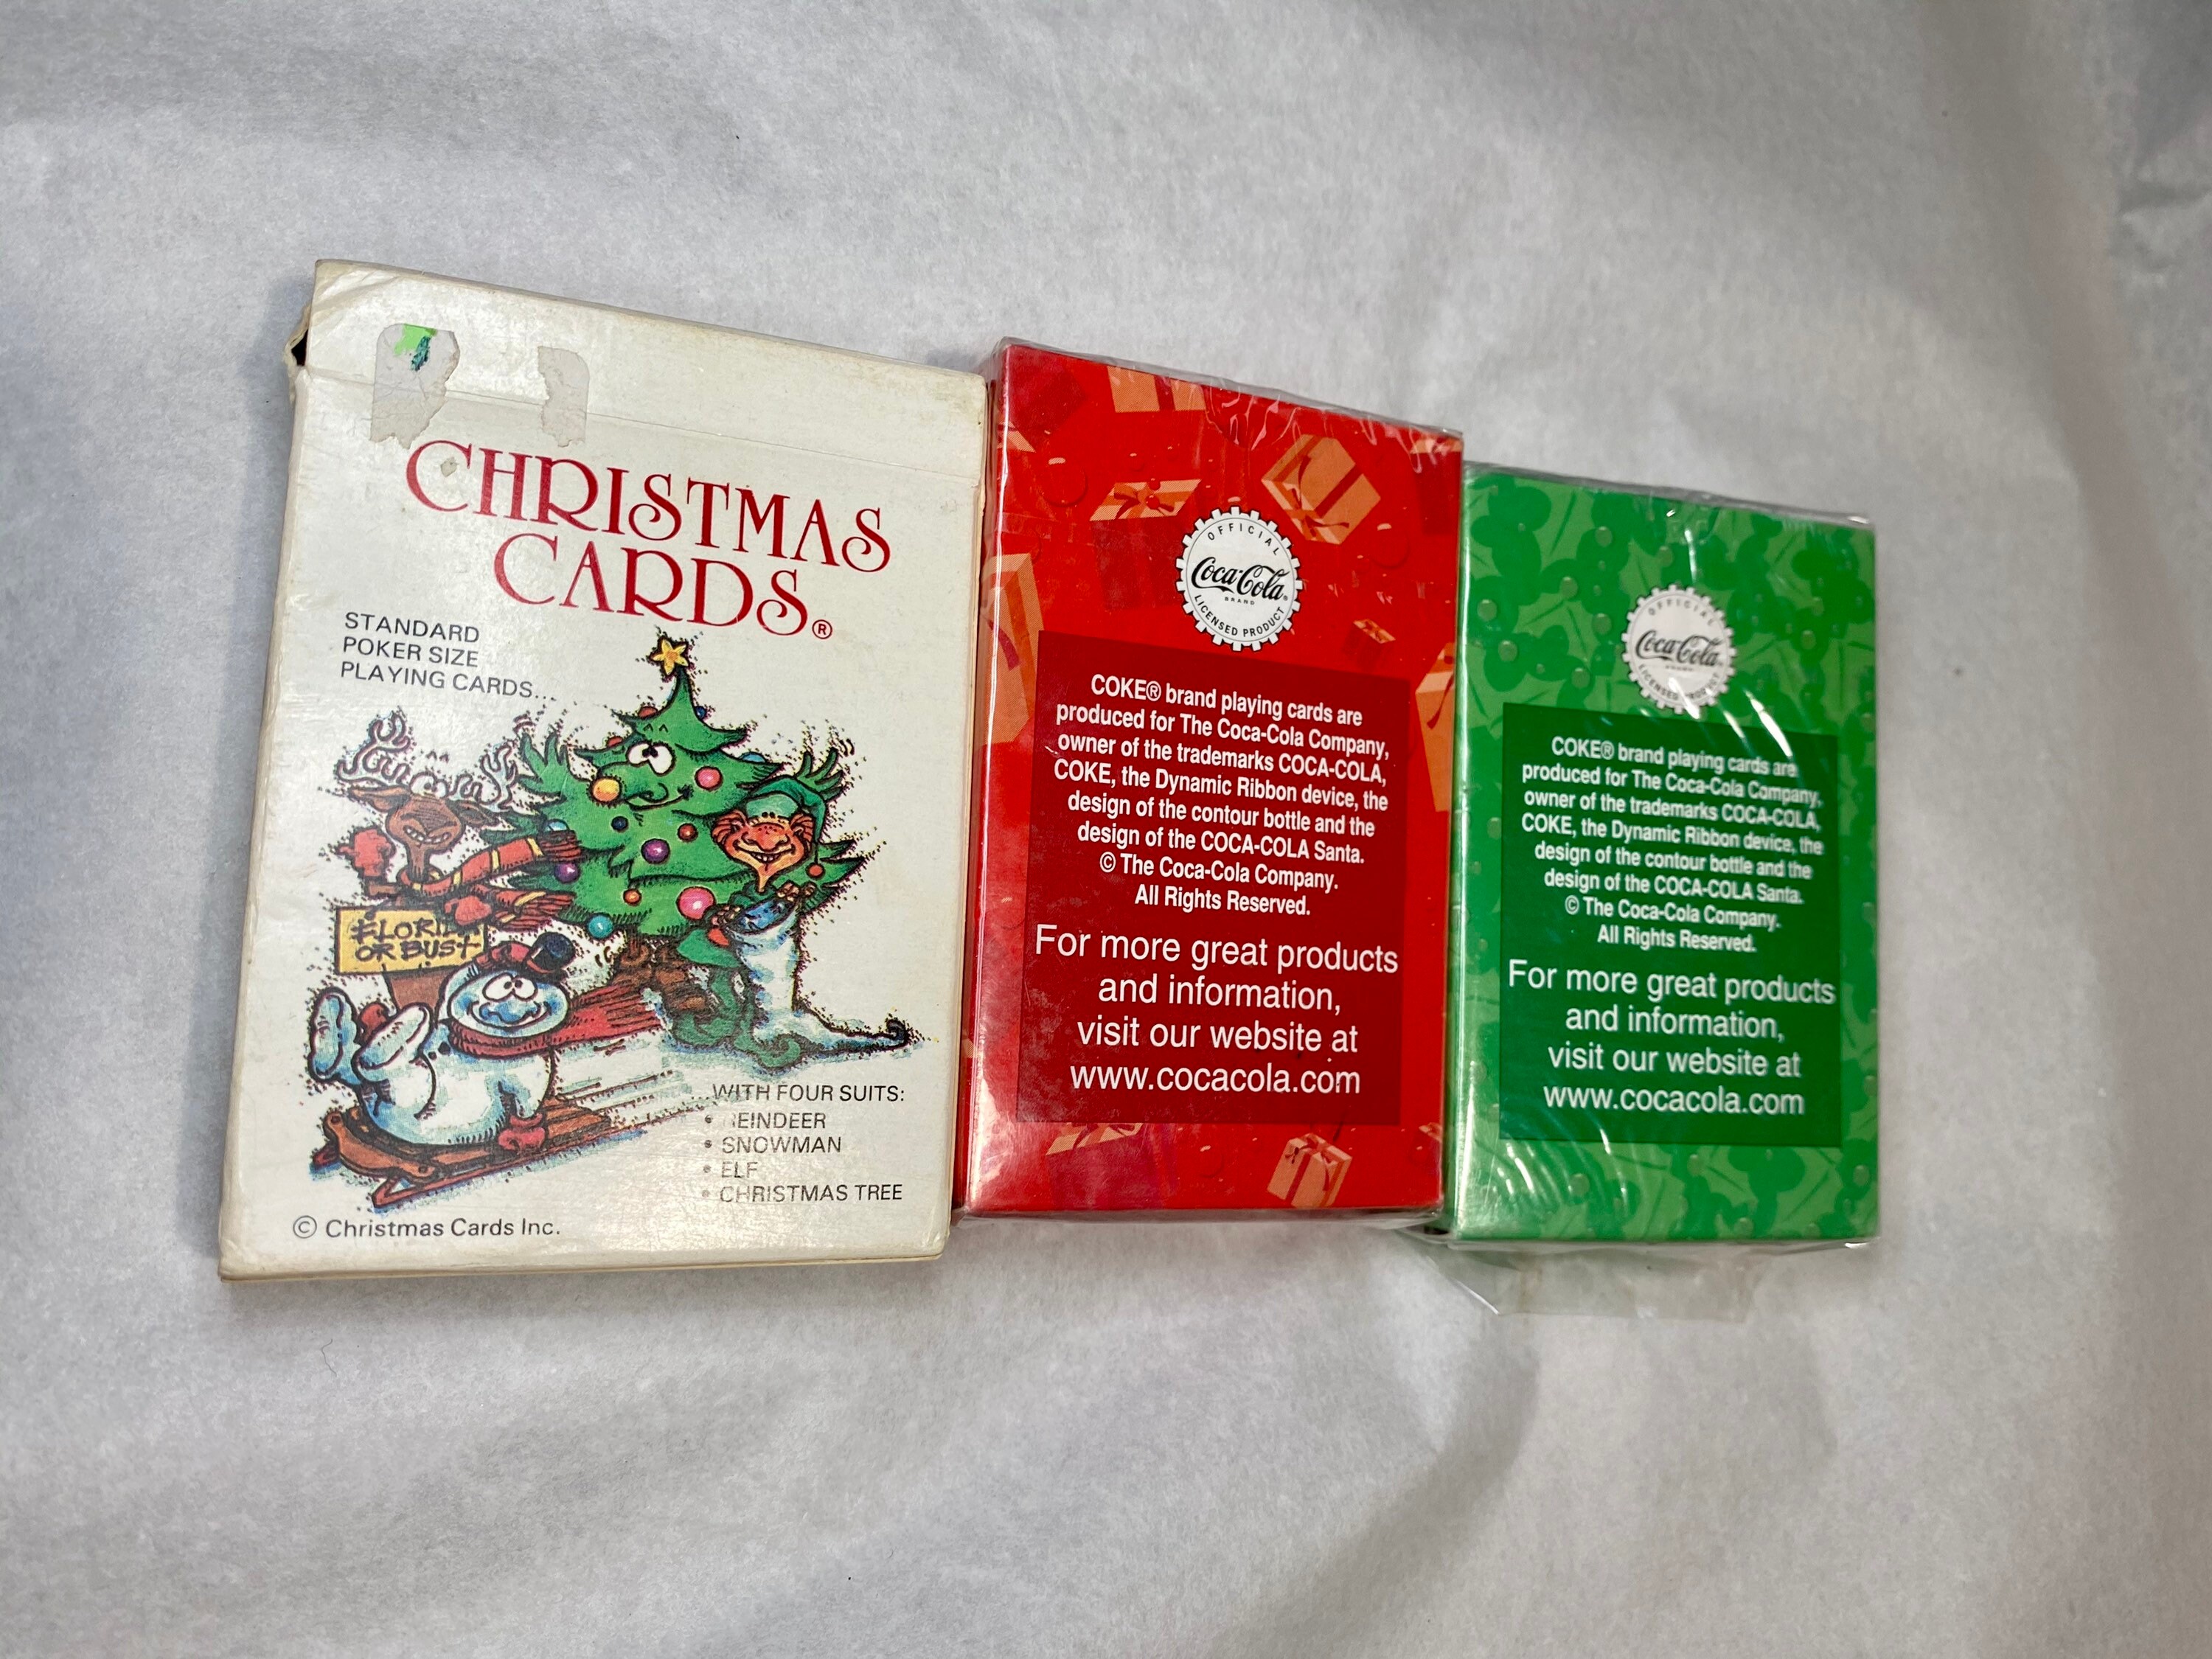 CHRISTMAS
CARDS®
STANDARD
POKER SIZE
PLAYING CARDS...
OR BUST
...WITH FOUR SUITS:
• REINDEER
• SNOWMAN
• ELF
• CHRISTMAS TREE
© Christmas Cards Inc.
OFFICIAL
Coca-Cola®
BRAND
LICENSED PRODUCT
COKE® brand playing cards are
produced for The Coca-Cola Company,
owner of the trademarks COCA-COLA,
COKE, the Dynamic Ribbon device, the
design of the contour bottle and the
design of the COCA-COLA Santa.
© The Coca-Cola Company.
All Rights Reserved.
For more great products
and information,
visit our website at
www.cocacola.com
OFFICIAL
Coca-Cola
BRAND
LICENSED PRODUCT
COKE® brand playing cards are
produced for The Coca-Cola Company,
owner of the trademarks COCA-COLA,
COKE, the Dynamic Ribbon device, the
design of the contour bottle and the
design of the COCA-COLA Santa.
© The Coca-Cola Company.
All Rights Reserved.
For more great products
and information,
visit our website at
www.cocacola.com